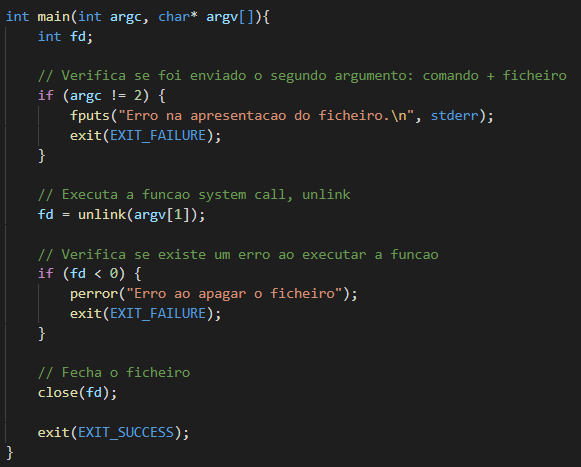 int main(int argc, char* argv[]){
    int fd;

    // Verifica se foi enviado o segundo argumento: comando + ficheiro
    if (argc != 2) {
        fputs("Erro na apresentacao do ficheiro.\n", stderr);
        exit(EXIT_FAILURE);
    }

    // Executa a funcao system call, unlink
    fd = unlink(argv[1]);

    // Verifica se existe um erro ao executar a funcao
    if (fd < 0) {
        perror("Erro ao apagar o ficheiro");
        exit(EXIT_FAILURE);
    }

    // Fecha o ficheiro
    close(fd);

    exit(EXIT_SUCCESS);
}